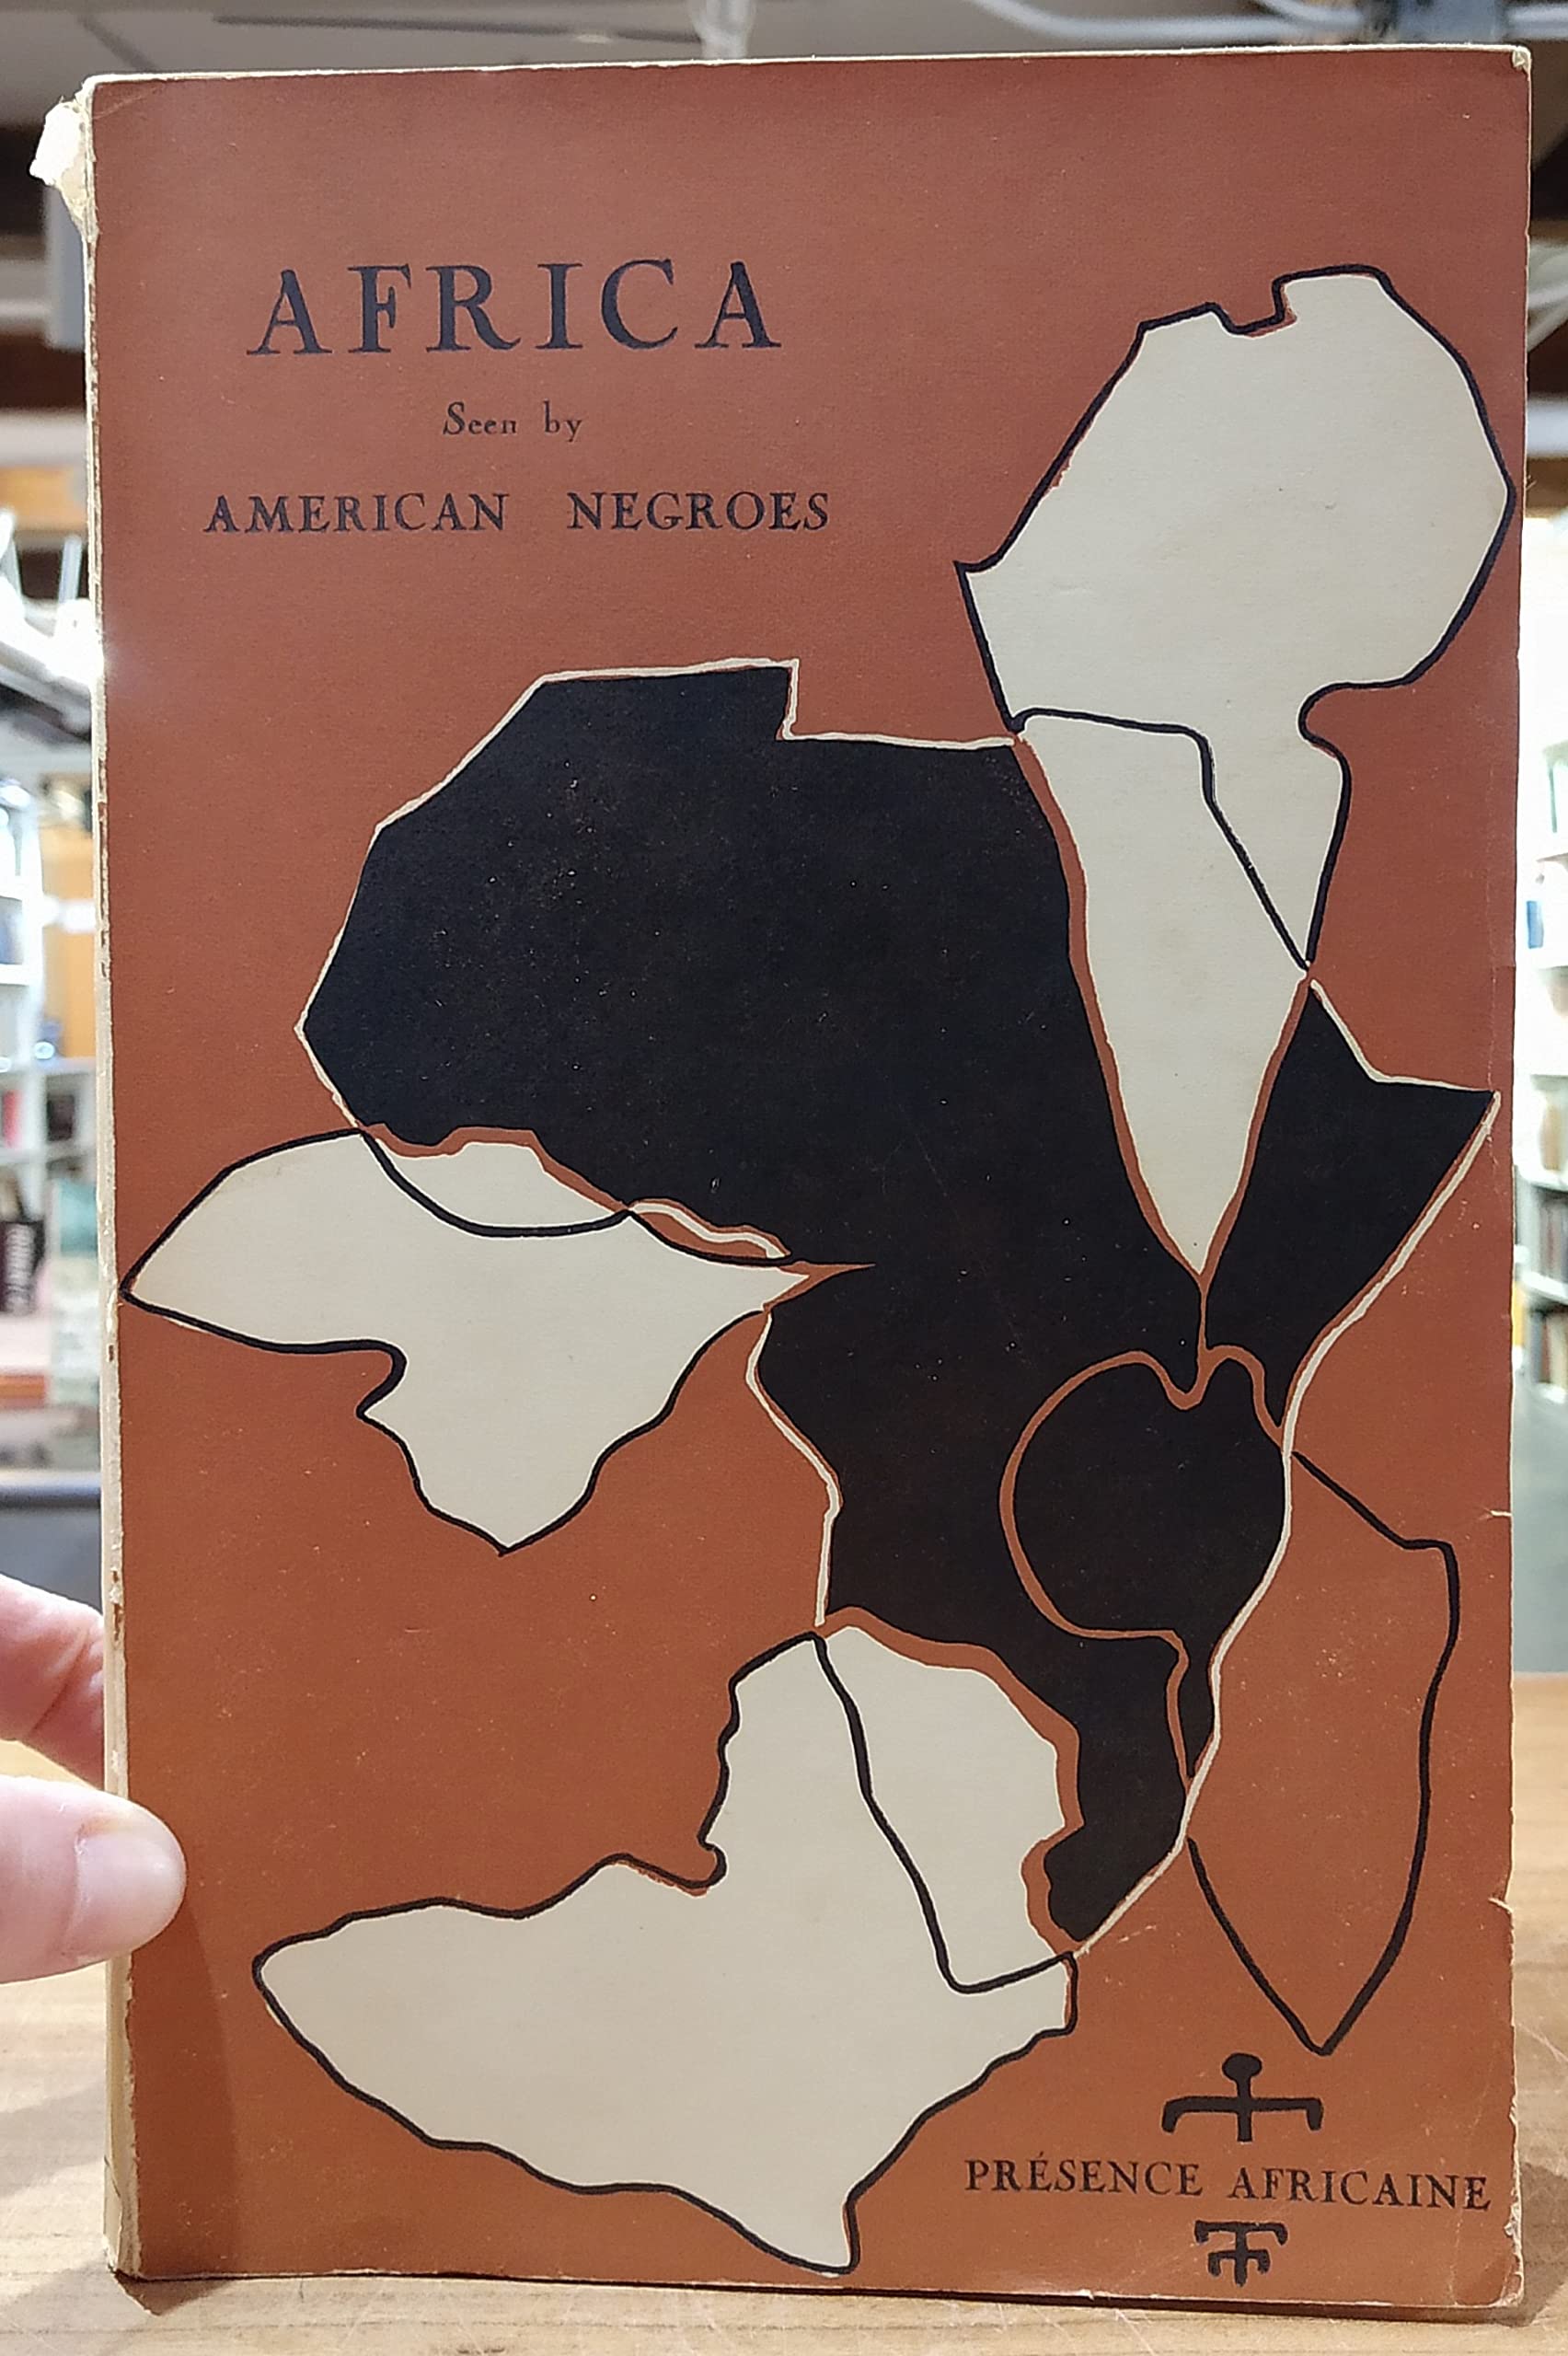 AFRICA
Seen by
AMERICAN NEGROES
PRÉSENCE AFRICAINE